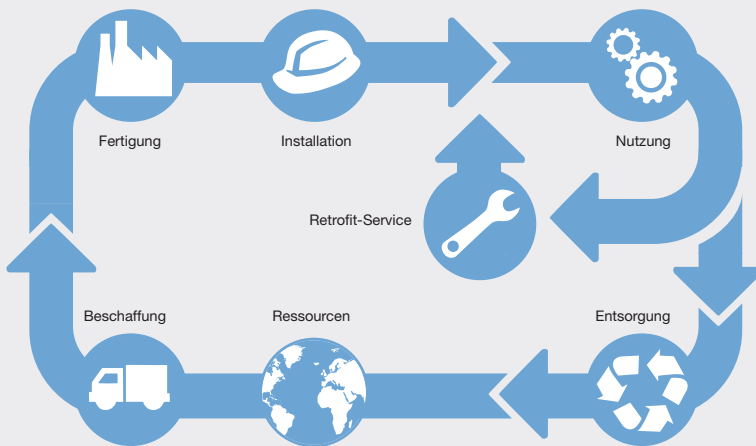 Fertigung
Installation
Nutzung
Retrofit-Service
Beschaffung
Ressourcen
Entsorgung